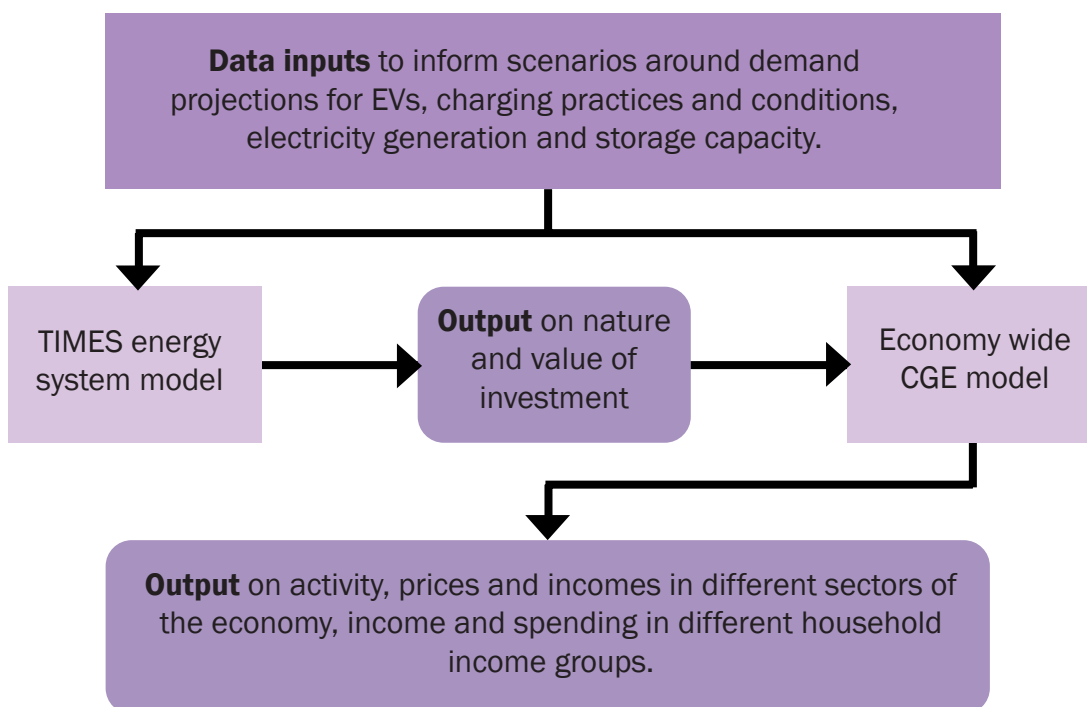 Data inputs to inform scenarios around demand
projections for EVs, charging practices and conditions,
electricity generation and storage capacity.
TIMES energy
system model
Output on nature
and value of
investment
Economy wide
CGE model
Output on activity, prices and incomes in different sectors of
the economy, income and spending in different household
income groups.